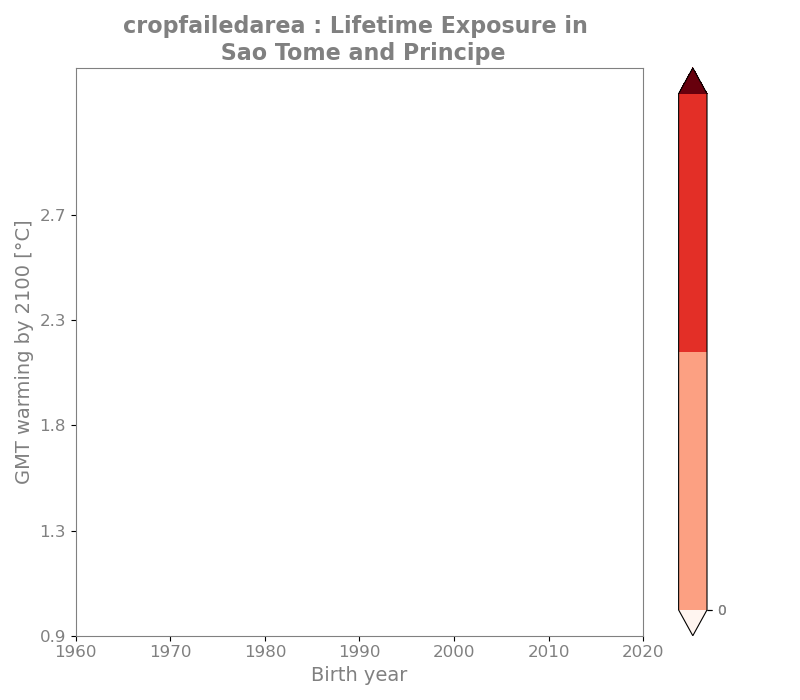 cropfailedarea : Lifetime Exposure in
Sao Tome and Principe
GMT warming by 2100 [°C]
2.7
2.3
1.8
1.3
0.9
0
1960 1970 1980 1990 2000 2010 2020
Birth year